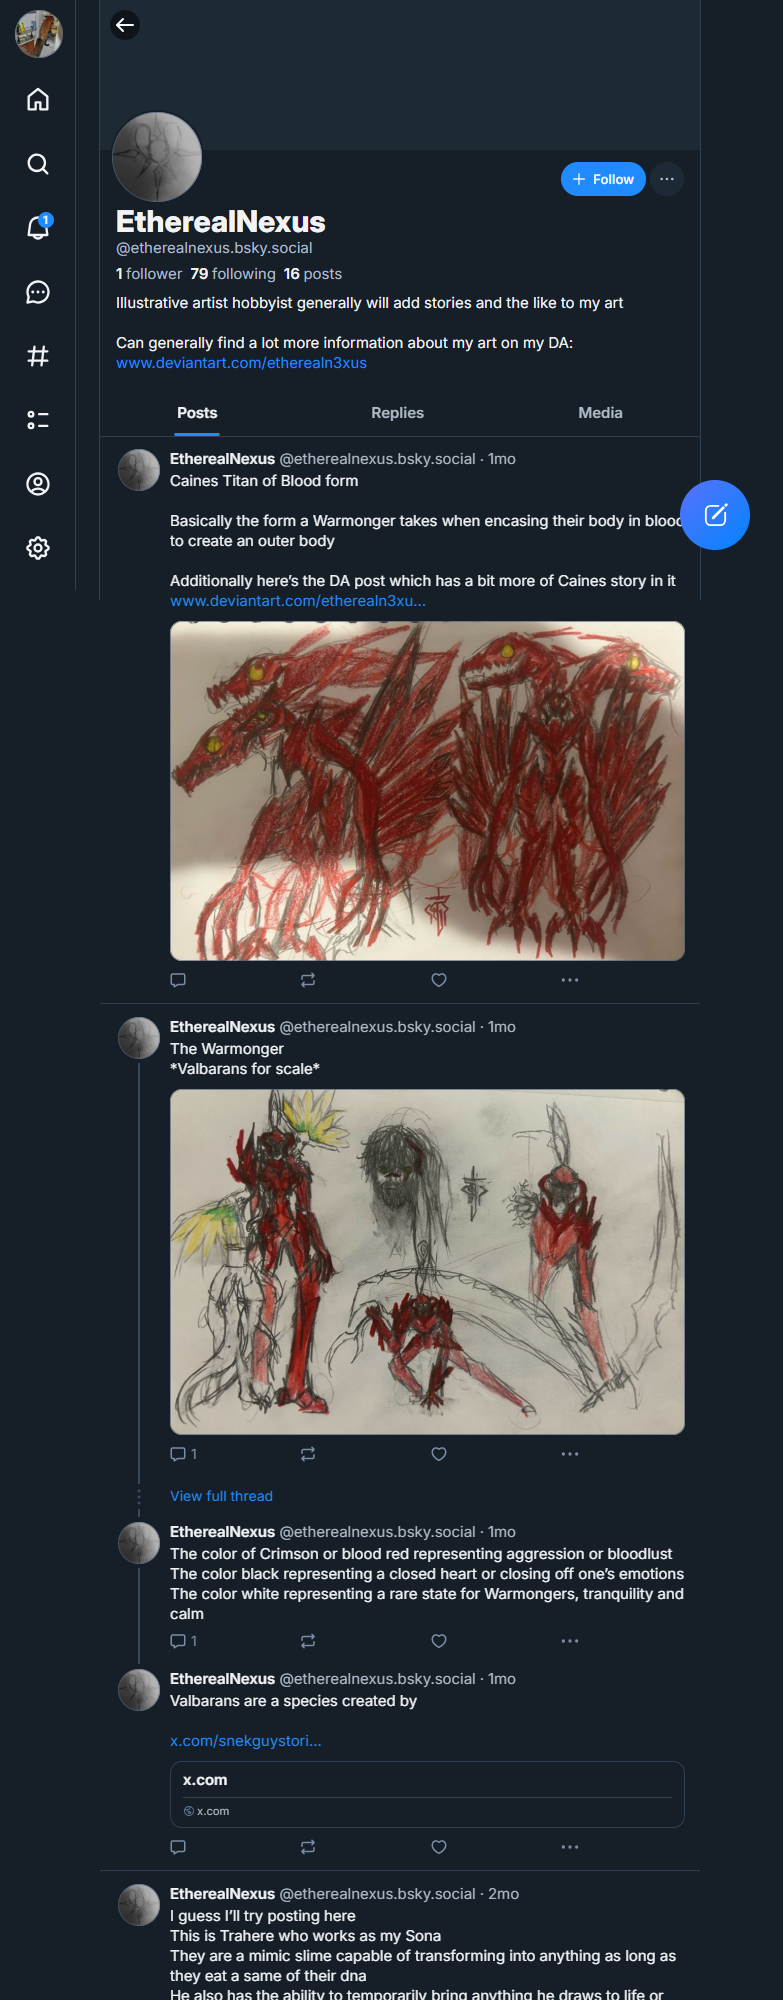 1
Follow
EtherealNexus
@etherealnexus.bsky.social
1 follower 79 following 16 posts
Illustrative artist hobbyist generally will add stories and the like to my art
Can generally find a lot more information about my art on my DA:
www.deviantart.com/etherealn3xus
Posts Replies Media
EtherealNexus @etherealnexus.bsky.social · 1mo
Caines Titan of Blood form
Basically the form a Warmonger takes when encasing their body in blood
to create an outer body
Additionally here's the DA post which has a bit more of Caines story in it
www.deviantart.com/etherealn3xu...
EtherealNexus @etherealnexus.bsky.social · 1mo
The Warmonger
*Valbarans for scale*
1
View full thread
EtherealNexus @etherealnexus.bsky.social · 1mo
The color of Crimson or blood red representing aggression or bloodlust
The color black representing a closed heart or closing off one's emotions
The color white representing a rare state for Warmongers, tranquility and
calm
1
EtherealNexus @etherealnexus.bsky.social · 1mo
Valbarans are a species created by
x.com/snekguystori...
x.com
x.com
EtherealNexus @etherealnexus.bsky.social · 2mo
I guess I'll try posting here
This is Trahere who works as my Sona
They are a mimic slime capable of transforming into anything as long as
they eat a same of their dna
He also has the ability to temporarily bring anything he draws to life or